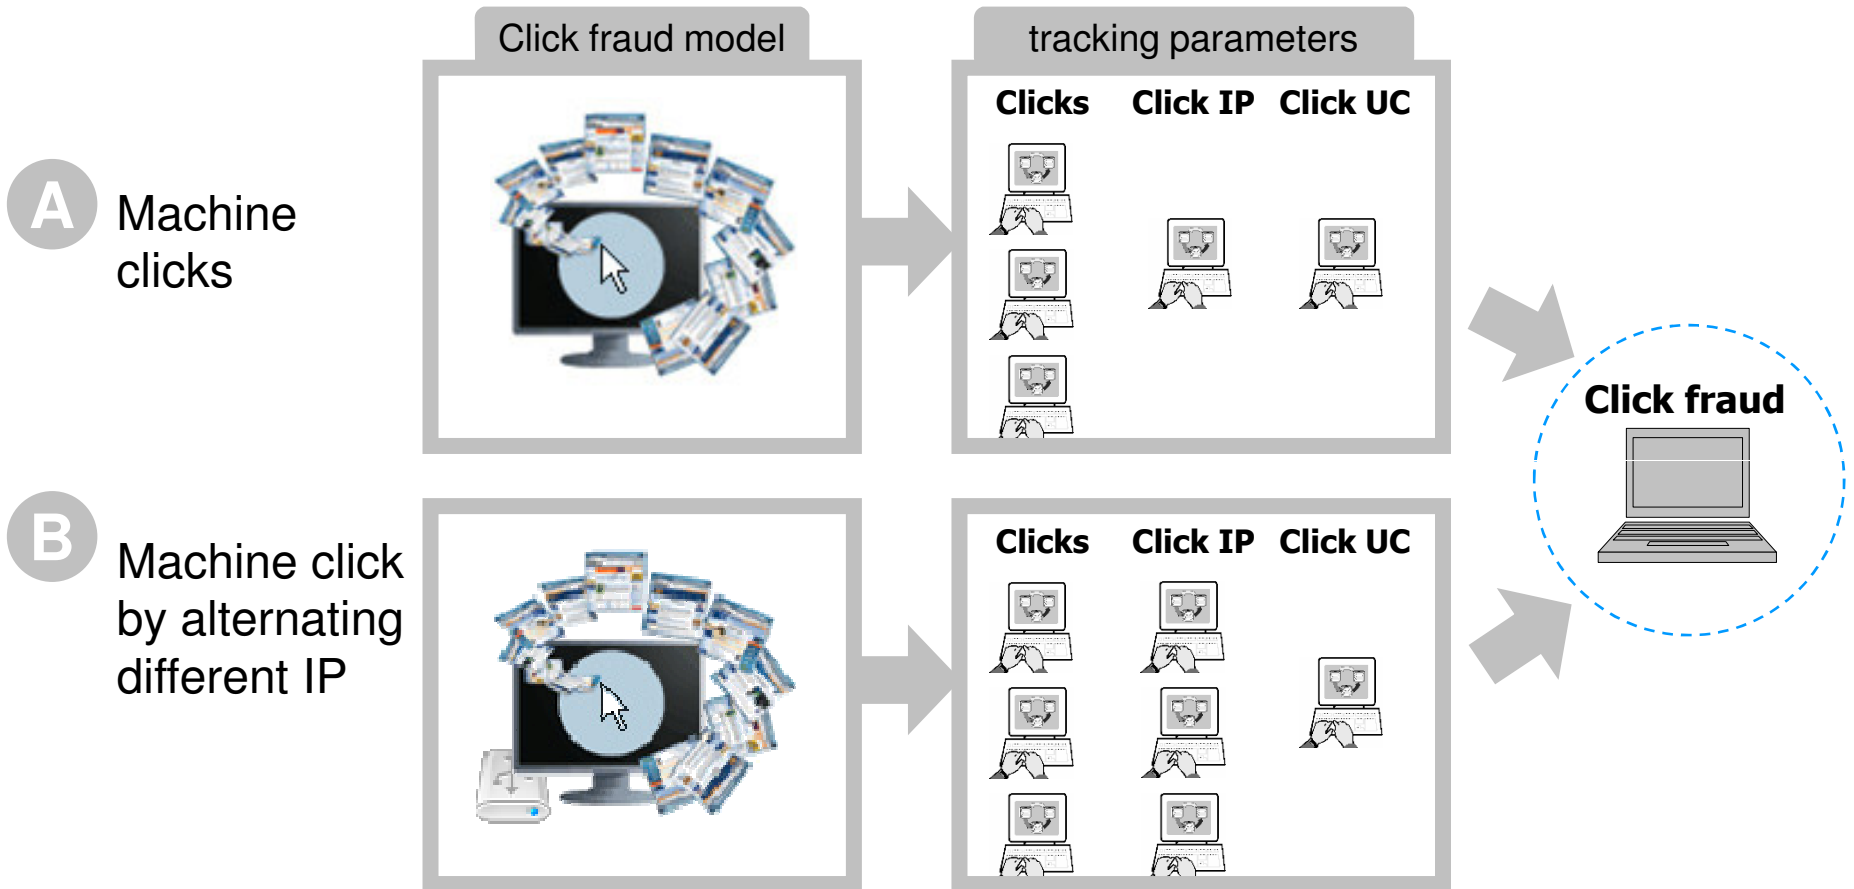 Click fraud model
tracking parameters
A
Machine
clicks
Clicks Click IP Click UC
Click fraud
B
Machine click
by alternating
different IP
Clicks Click IP Click UC